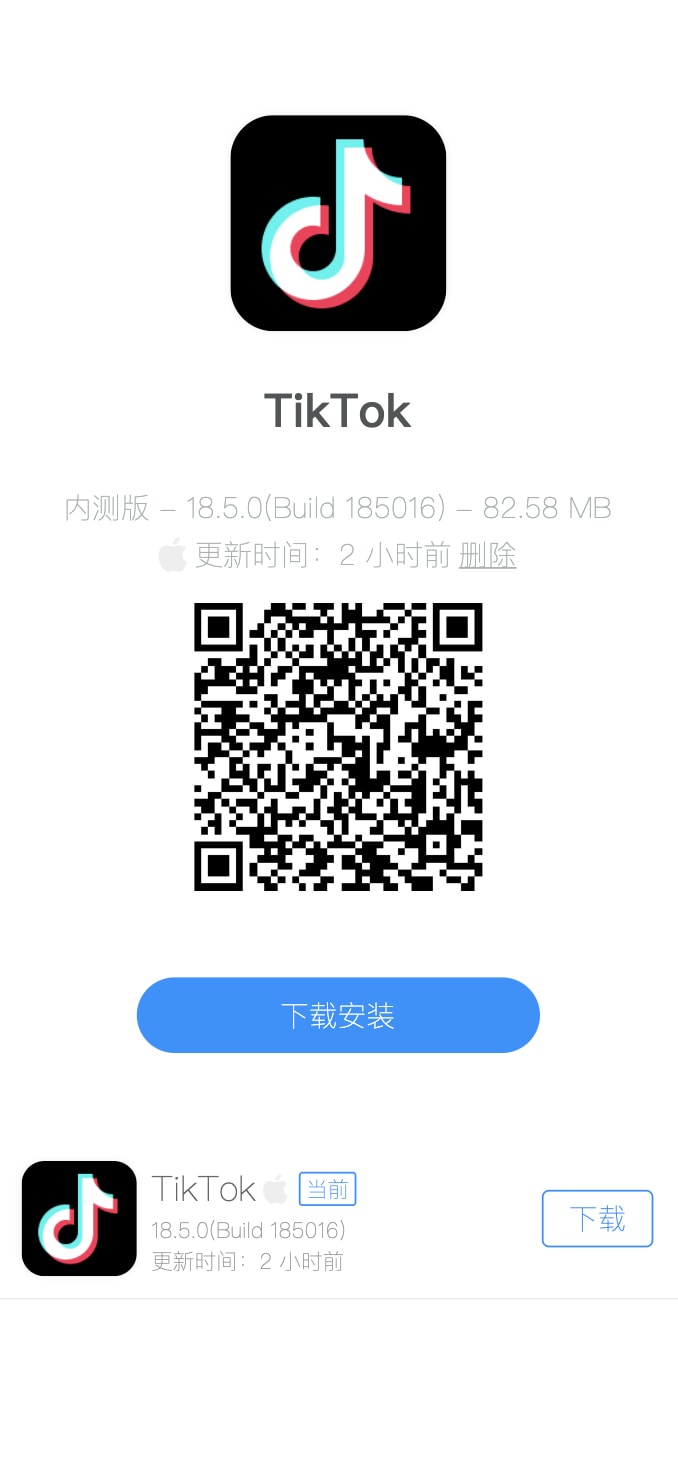 TikTok
内测版 – 18.5.0(Build 185016) – 82.58 MB
更新时间：2 小时前 删除
下载安装
TikTok 当前
18.5.0(Build 185016)
更新时间：2 小时前
下载